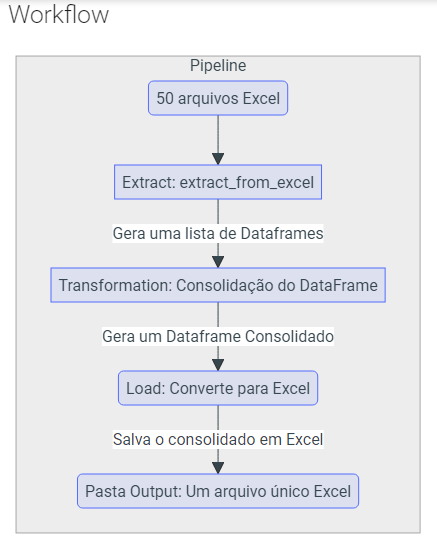 Workflow
Pipeline
50 arquivos Excel
Extract: extract_from_excel
Gera uma lista de Dataframes
Transformation: Consolidação do DataFrame
Gera um Dataframe Consolidado
Load: Converte para Excel
Salva o consolidado em Excel
Pasta Output: Um arquivo único Excel